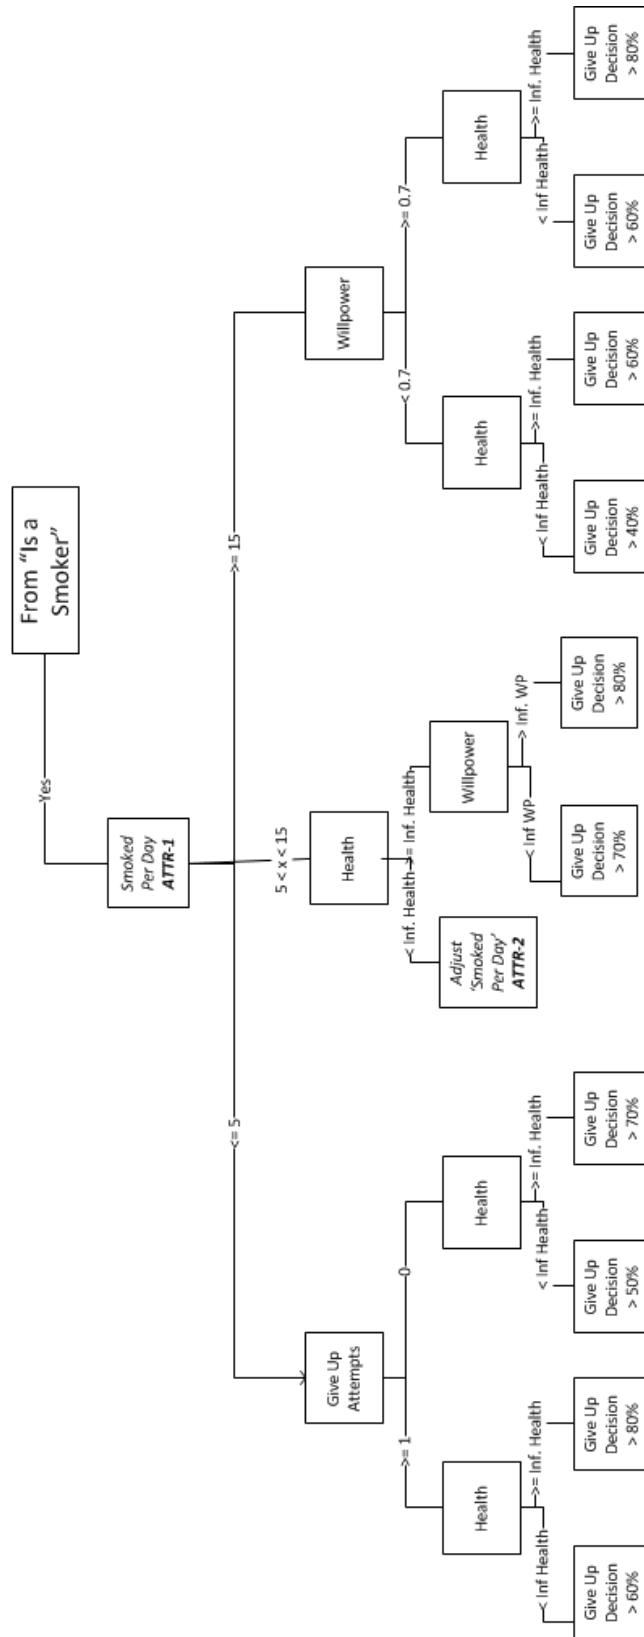 From "Is a
Smoker"
Yes
Smoked
Per Day
ATTR-1
<= 5
5 < x < 15
>= 15
Give Up
Attempts
Health
Willpower
>= 1
0
< Inf. Health
>= Inf. Health
< 0.7
>= 0.7
Health
Health
Adjust
'Smoked
Per Day'
ATTR-2
Willpower
Health
Health
< Inf Health
>= Inf. Health
< Inf Health
>= Inf. Health
< Inf WP
> Inf. WP
< Inf Health
>= Inf. Health
< Inf Health
>= Inf. Health
Give Up
Decision
> 60%
Give Up
Decision
> 80%
Give Up
Decision
> 50%
Give Up
Decision
> 70%
Give Up
Decision
> 70%
Give Up
Decision
> 80%
Give Up
Decision
> 40%
Give Up
Decision
> 60%
Give Up
Decision
> 60%
Give Up
Decision
> 80%